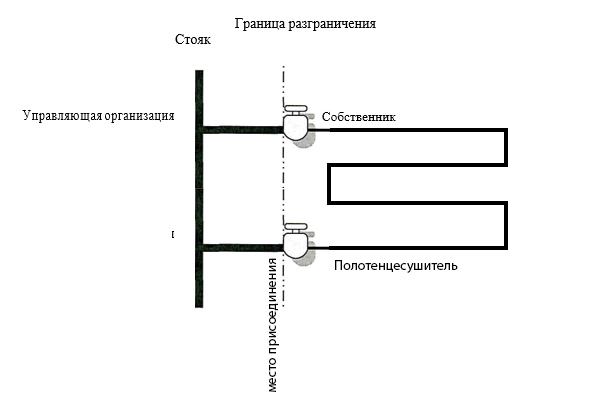 Граница разграничения
Стояк
Управляющая организация
Собственник
Полотенцесушитель
место присоединения